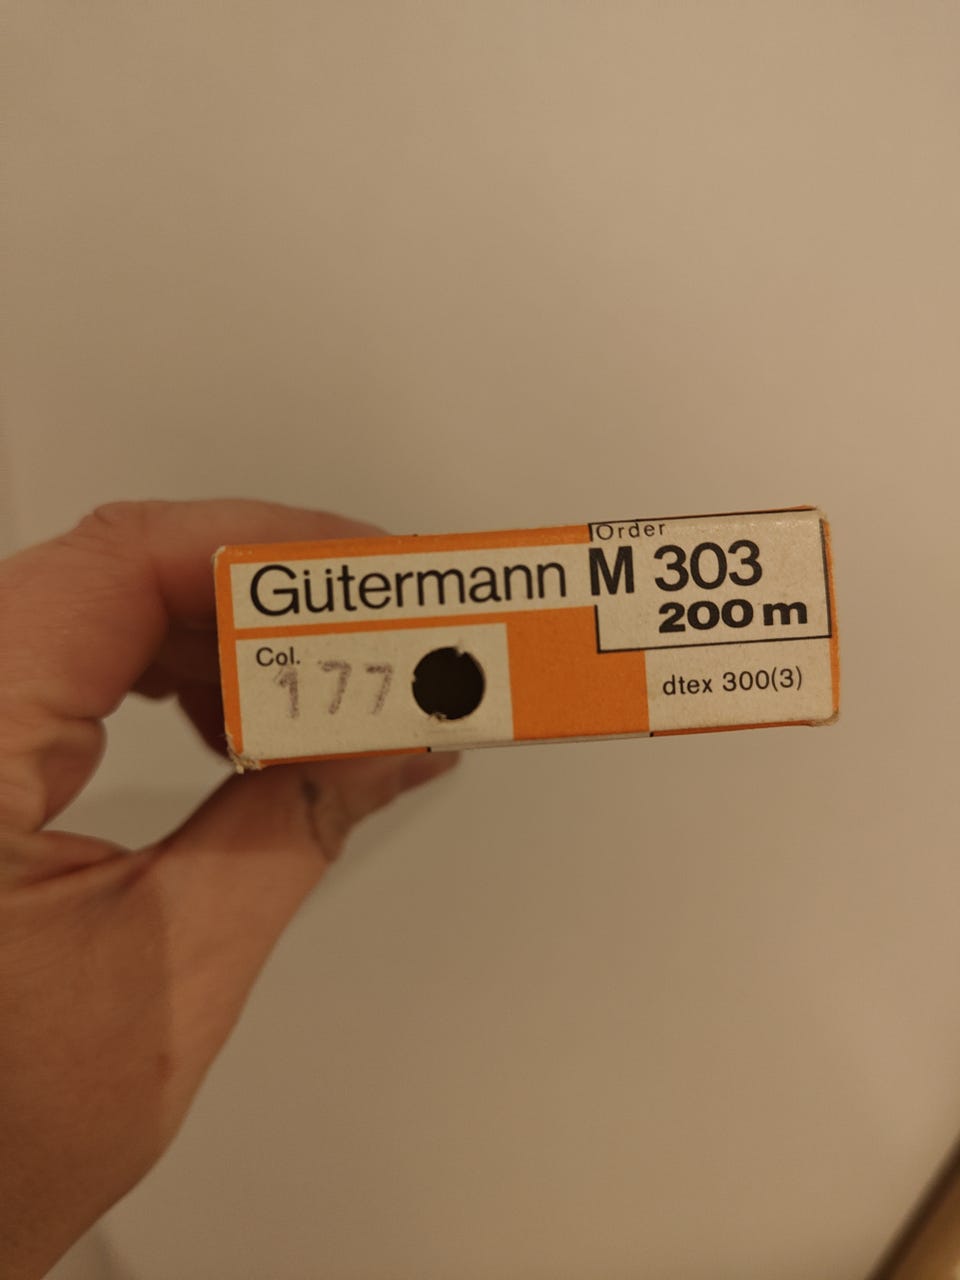 Order
Gütermann M 303
200 m
Col.
177
dtex 300(3)